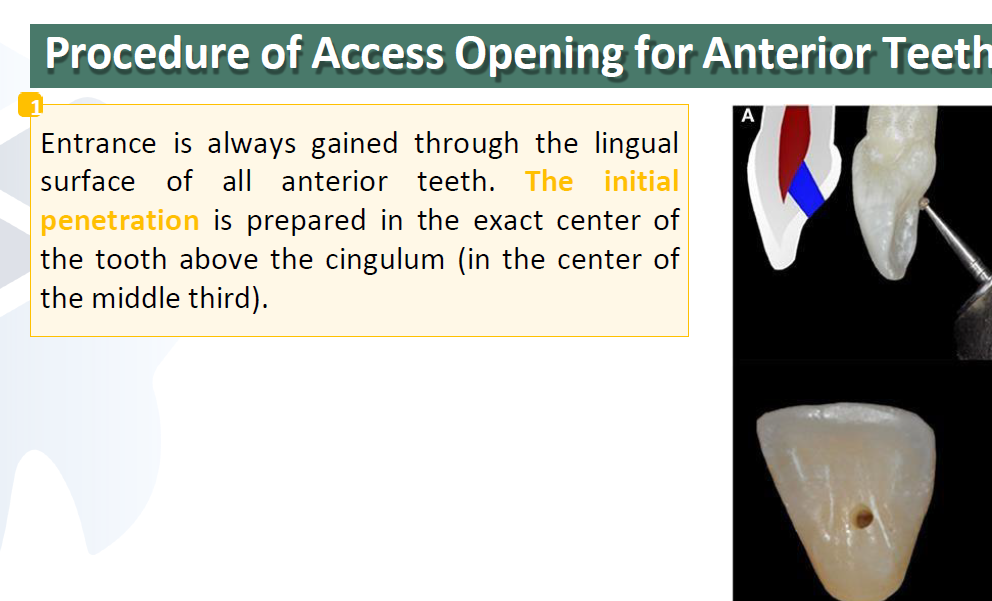 Procedure of Access Opening for Anterior Teeth
1
Entrance is always gained through the lingual
surface of all anterior teeth. The initial
penetration is prepared in the exact center of
the tooth above the cingulum (in the center of
the middle third).
A